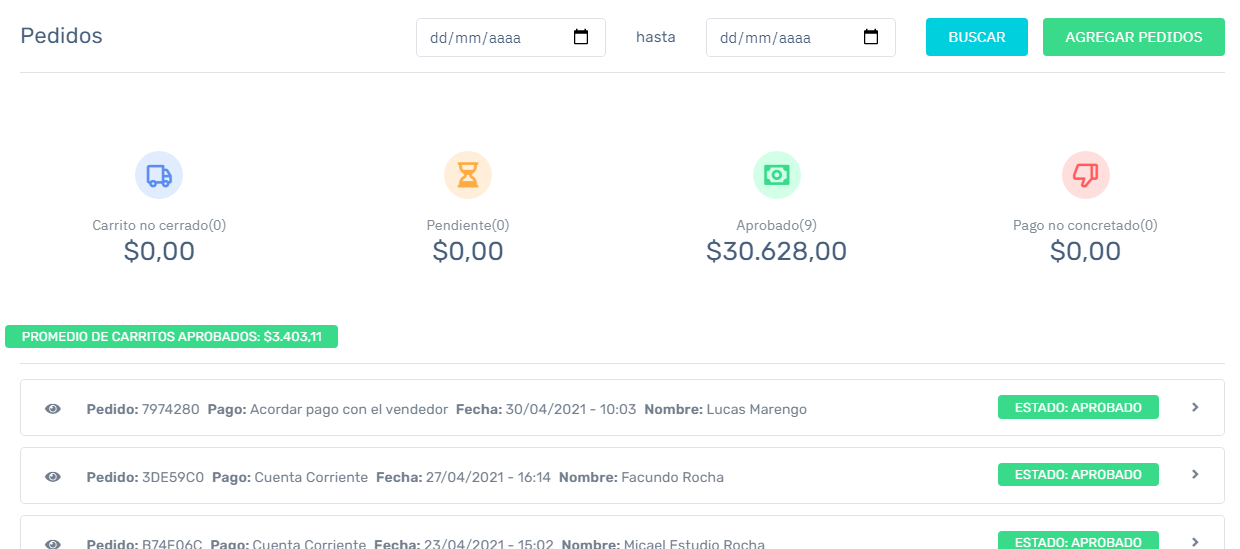 Pedidos dd/mm/aaaa hasta dd/mm/aaaa BUSCAR AGREGAR PEDIDOS
Carrito no cerrado(0) Pendiente(0) Aprobado(9) Pago no concretado(0)
$0,00 $0,00 $30.628,00 $0,00
PROMEDIO DE CARRITOS APROBADOS: $3.403,11
Pedido: 7974280 Pago: Acordar pago con el vendedor Fecha: 30/04/2021 - 10:03 Nombre: Lucas Marengo ESTADO: APROBADO
Pedido: 3DE59C0 Pago: Cuenta Corriente Fecha: 27/04/2021 - 16:14 Nombre: Facundo Rocha ESTADO: APROBADO
Pedido: B74F06C Pago: Cuenta Corriente Fecha: 23/04/2021 - 15:02 Nombre: Micael Estudio Rocha ESTADO: APROBADO